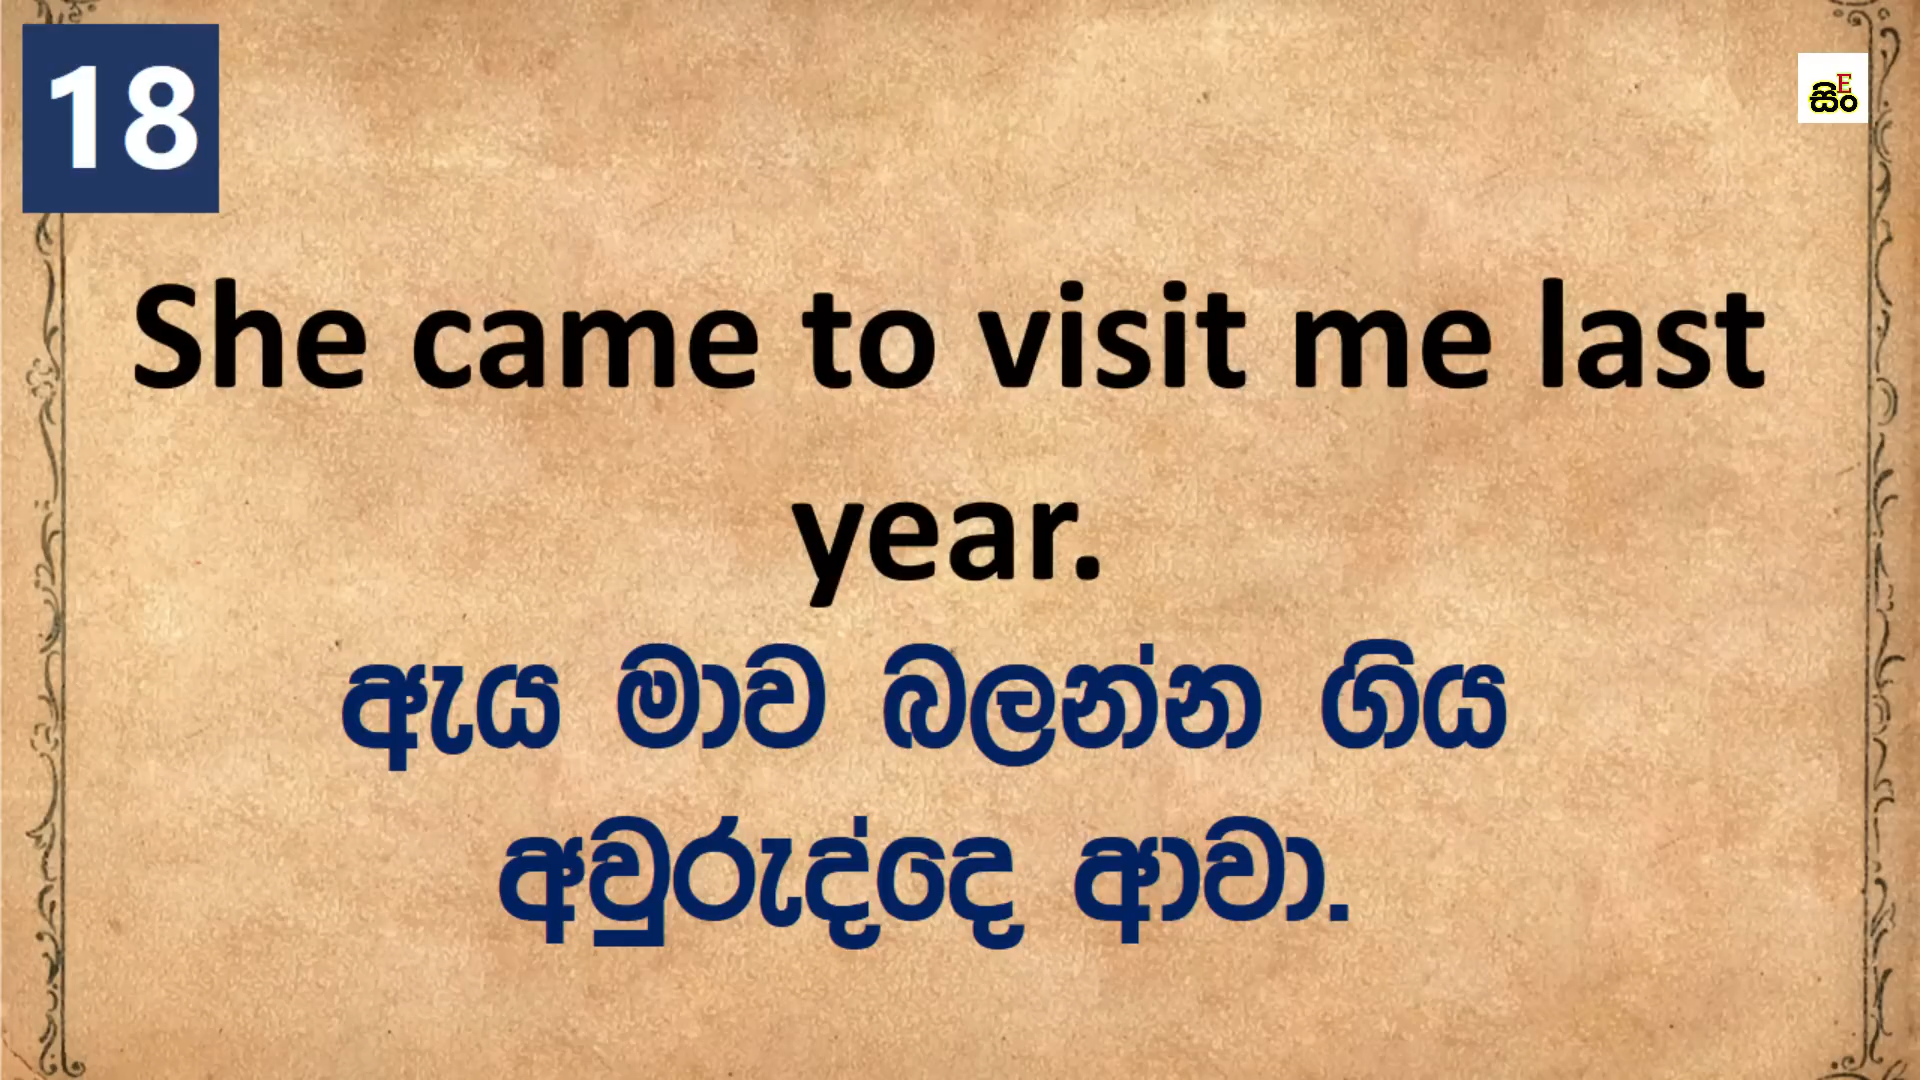 18
E
සිං
She came to visit me last
year.
ඇය මාව බලන්න ගිය
අවුරුද්දෙ ආවා.